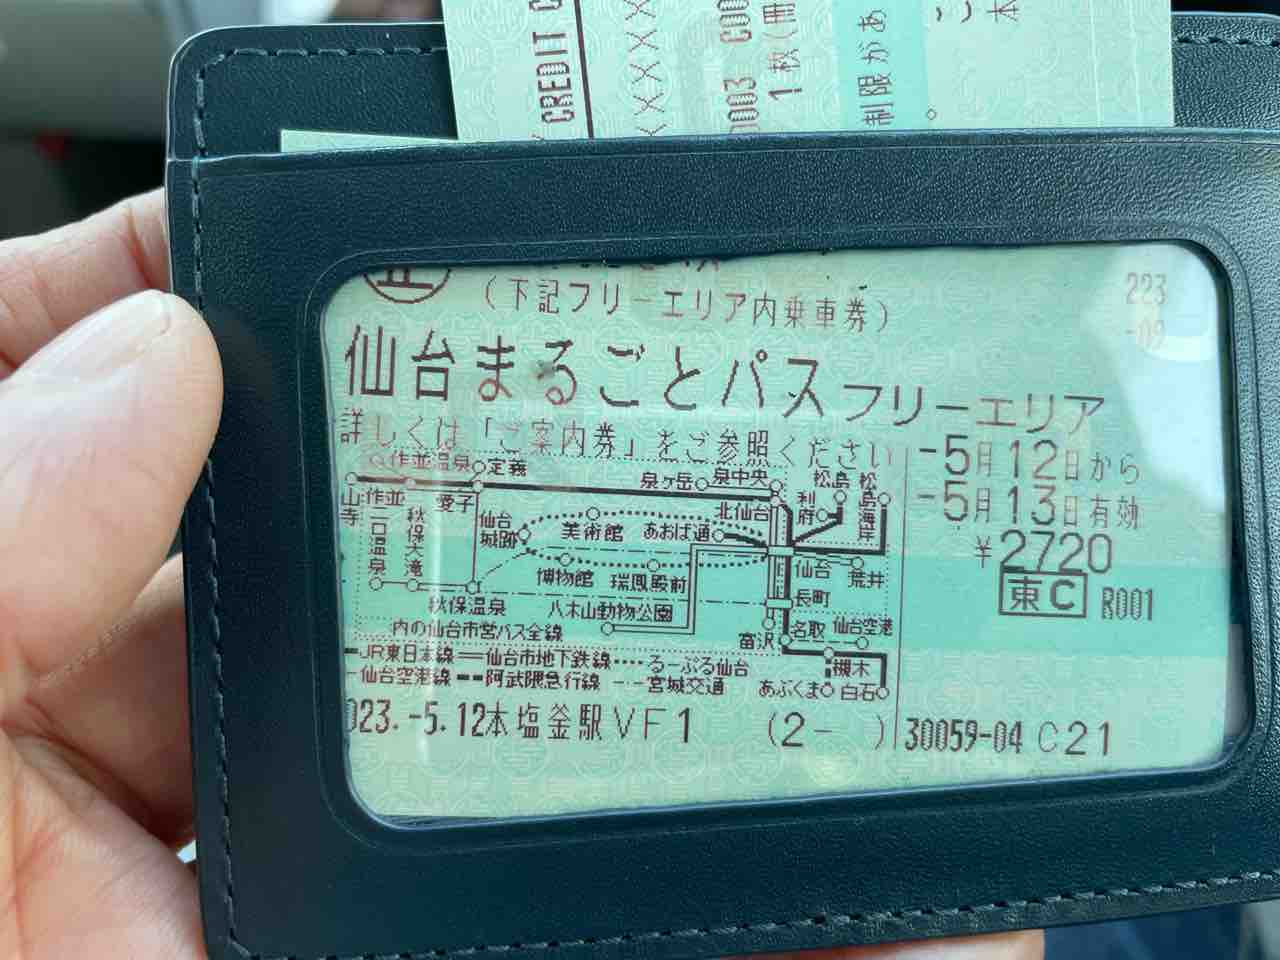 CREDIT C
XXXXX
0003 COO
1枚(冊
制限があ
。
こ
本
(下記フリーエリア内乗車券)
223
-02
仙台まるごとパス フリーエリア
詳しくは「ご案内券」をご参照ください
-5月12日から
-5月13日有効
¥2720
東C R001
作並温泉 定義 泉ヶ岳 泉中央 松島 松島海岸
山寺 作並 愛子 北仙台 利府
二口温泉 秋保大滝 仙台城跡 美術館 あおば通
博物館 瑞鳳殿前 仙台 荒井
秋保温泉 八木山動物公園 長町
内の仙台市営バス全線 富沢 名取 仙台空港
JR東日本線 仙台市地下鉄線 るーぷる仙台 槻木
仙台空港線 阿武隈急行線 宮城交通 あぶくま 白石
023.-5.12本塩釜駅VF1 (2- ) 30059-04 C21